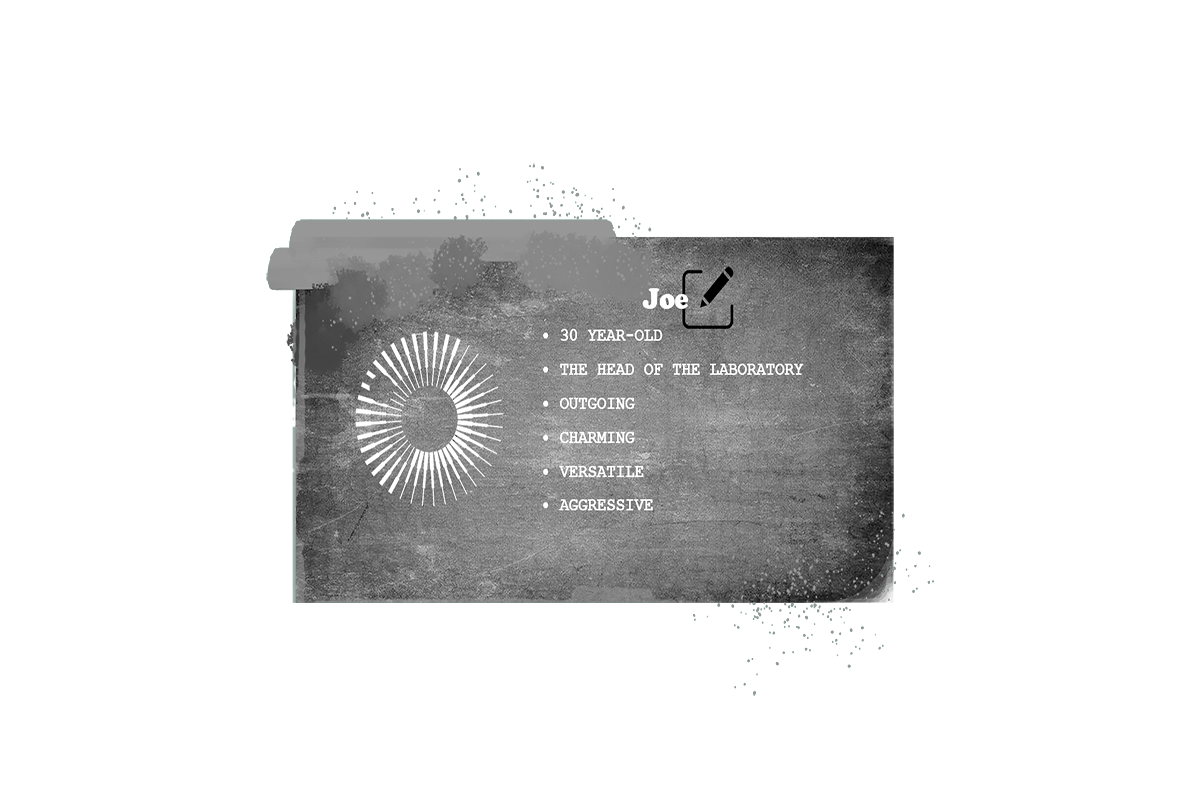 Joe
• 30 YEAR-OLD
• THE HEAD OF THE LABORATORY
• OUTGOING
• CHARMING
• VERSATILE
• AGGRESSIVE